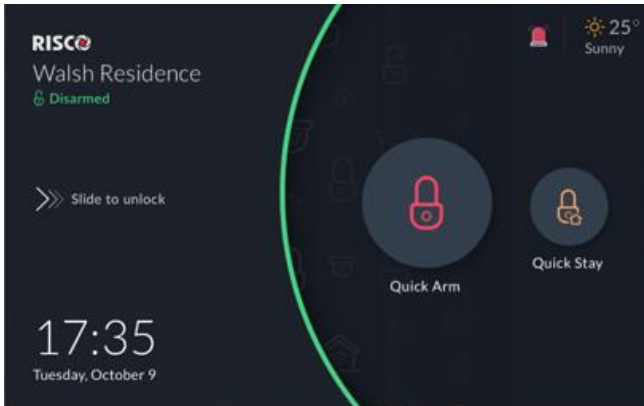 RISCO
Walsh Residence
Disarmed
Slide to unlock
17:35
Tuesday, October 9
25°
Sunny
Quick Arm
Quick Stay